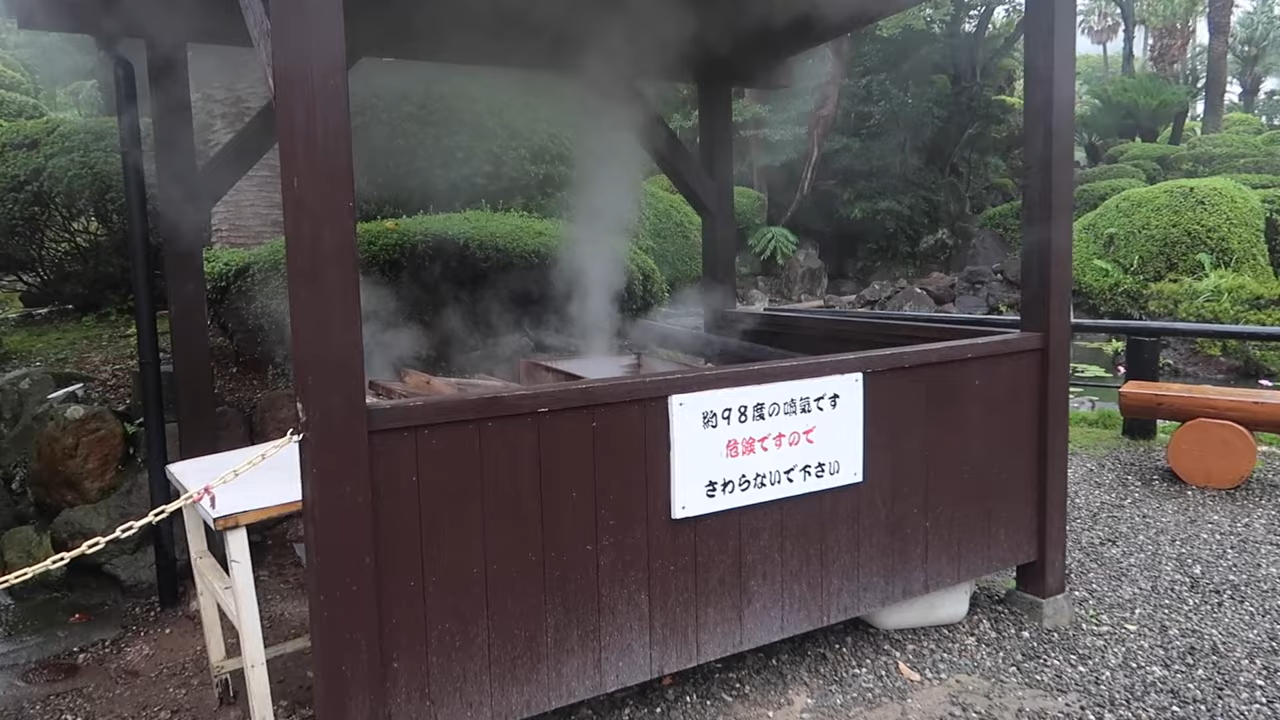 約98度の噴気です
危険ですので
さわらないで下さい